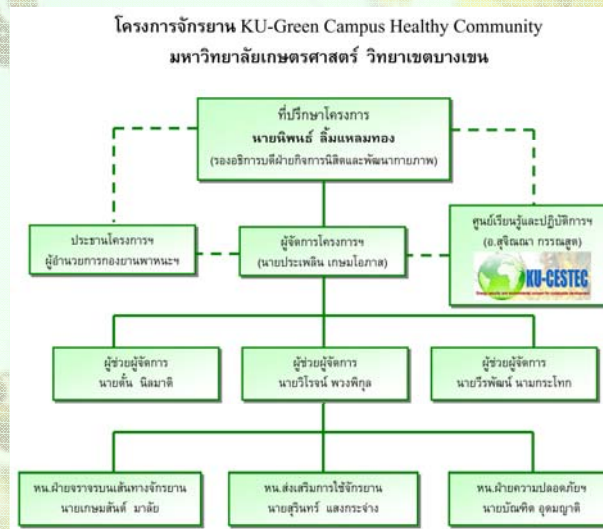 โครงการจักรยาน KU-Green Campus Healthy Community
มหาวิทยาลัยเกษตรศาสตร์ วิทยาเขตบางเขน
ที่ปรึกษาโครงการ
นายนิพนธ์ ลิ้มแหลมทอง
(รองอธิการบดีฝ่ายกิจการนิสิตและพัฒนากายภาพ)
ประธานโครงการฯ
ผู้อำนวยการกองยานพาหนะฯ
ผู้จัดการโครงการฯ
(นายประเพลิน เกษมโอภาส)
ศูนย์เรียนรู้และปฏิบัติการฯ
(อ.สุจิณณา กรรณสูต)
KU-CESTEC
ผู้ช่วยผู้จัดการ
นายตั้น นิลมาติ
ผู้ช่วยผู้จัดการ
นายวิโรจน์ พวงพิกุล
ผู้ช่วยผู้จัดการ
นายวีรพัฒน์ นามกระโทก
หน.ฝ่ายจราจรบนเส้นทางจักรยาน
นายเกษมสันต์ มาลัย
หน.ส่งเสริมการใช้จักรยาน
นายสุรินทร์ แสงกระจ่าง
หน.ฝ่ายความปลอดภัยฯ
นายบัณฑิต อุดมญาติ